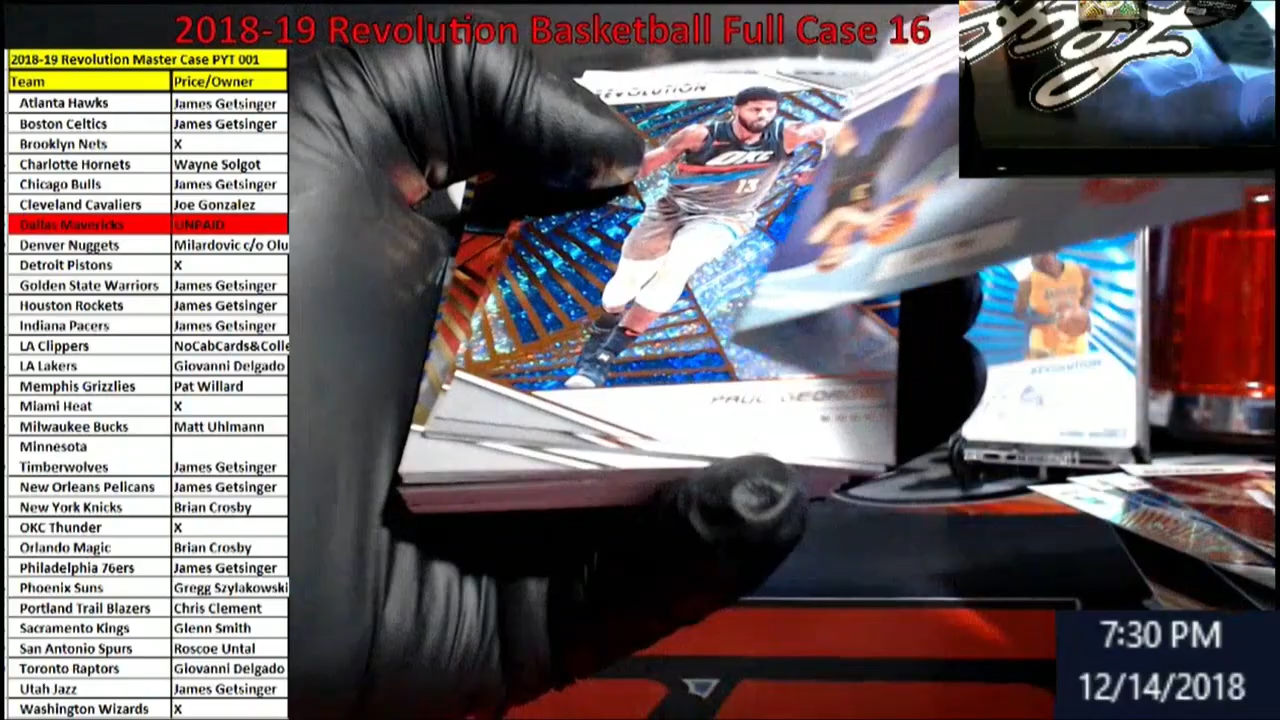 2018-19 Revolution Basketball Full Case 16
2018-19 Revolution Master Case PYT 001
Team Price/Owner
Atlanta Hawks James Getsinger
Boston Celtics James Getsinger
Brooklyn Nets X
Charlotte Hornets Wayne Solgot
Chicago Bulls James Getsinger
Cleveland Cavaliers Joe Gonzalez
Dallas Mavericks UNPAID
Denver Nuggets Milardovic c/o Olu
Detroit Pistons X
Golden State Warriors James Getsinger
Houston Rockets James Getsinger
Indiana Pacers James Getsinger
LA Clippers NoCabCards&Colle
LA Lakers Giovanni Delgado
Memphis Grizzlies Pat Willard
Miami Heat X
Milwaukee Bucks Matt Uhlmann
Minnesota
Timberwolves James Getsinger
New Orleans Pelicans James Getsinger
New York Knicks Brian Crosby
OKC Thunder X
Orlando Magic Brian Crosby
Philadelphia 76ers James Getsinger
Phoenix Suns Gregg Szylakowski
Portland Trail Blazers Chris Clement
Sacramento Kings Glenn Smith
San Antonio Spurs Roscoe Untal
Toronto Raptors Giovanni Delgado
Utah Jazz James Getsinger
Washington Wizards X
REVOLUTION
OKC
13
PAUL GEORGE
REVOLUTION
7:30 PM
12/14/2018